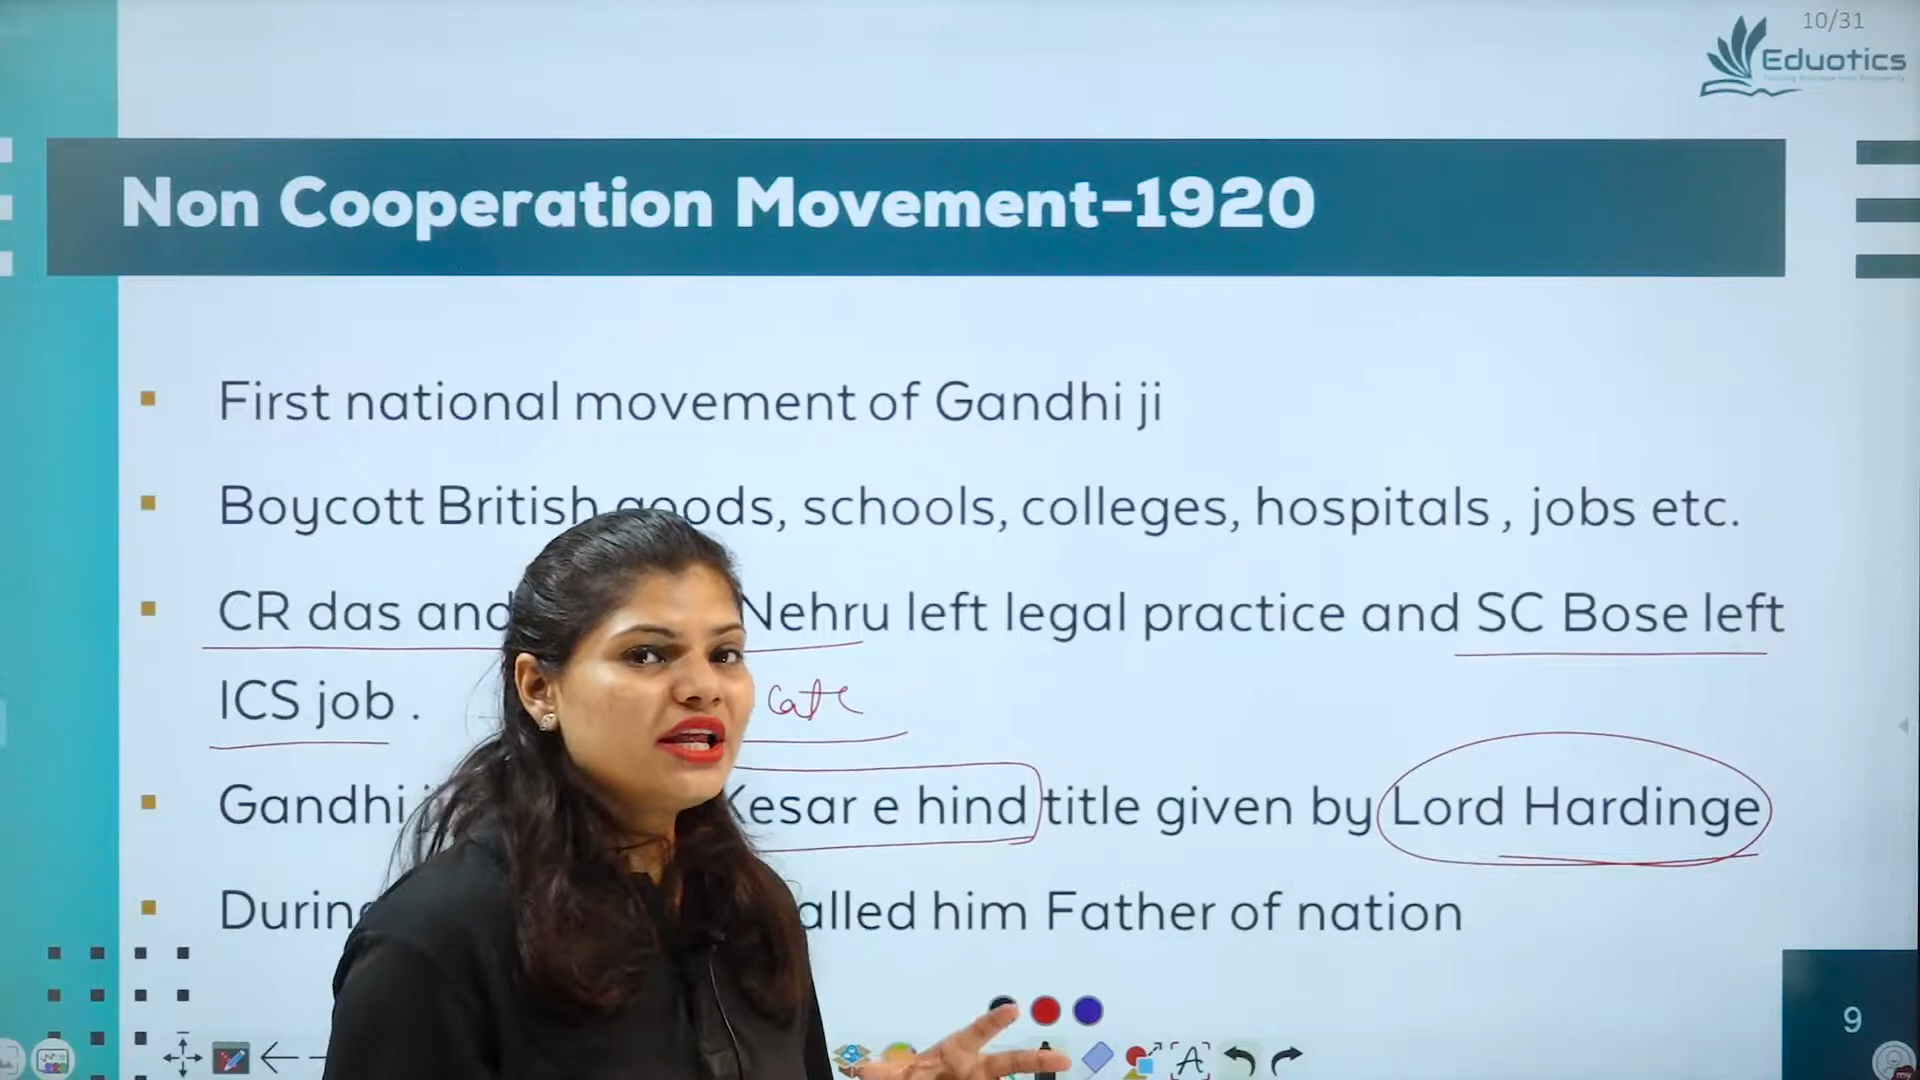 10/31
Eduotics
Non Cooperation Movement-1920
First national movement of Gandhi ji
Boycott British goods, schools, colleges, hospitals, jobs etc.
CR das and Nehru left legal practice and SC Bose left
ICS job .
Gandhi Kesar e hind title given by Lord Hardinge
called him Father of nation
9